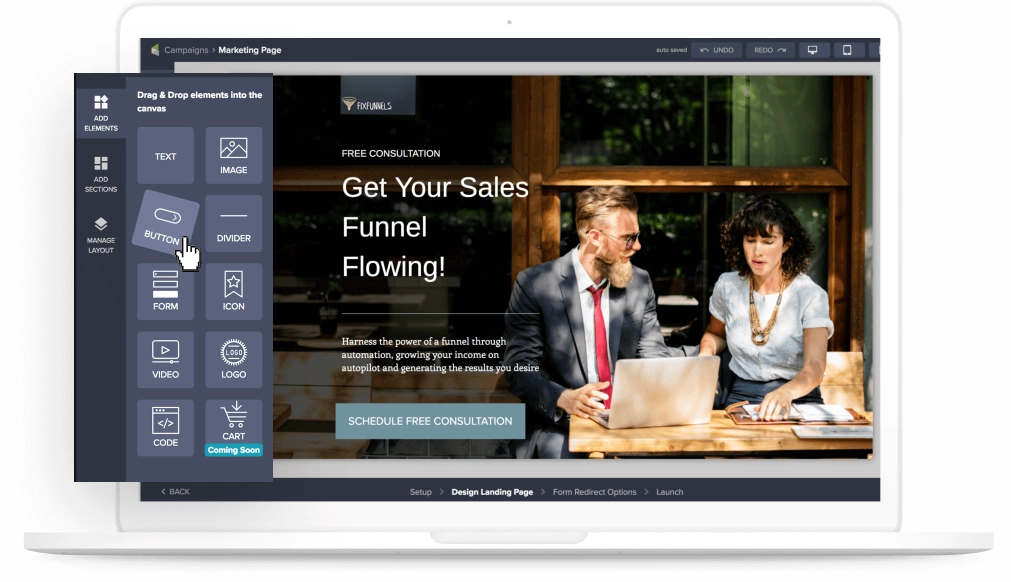 Campaigns > Marketing Page
auto saved
UNDO
REDO
Drag & Drop elements into the
canvas
ADD
ELEMENTS
ADD
SECTIONS
MANAGE
LAYOUT
TEXT
IMAGE
BUTTON
DIVIDER
FORM
ICON
VIDEO
LOGO
LOGO
</>
CODE
CART
Coming Soon
FIXFUNNELS
FREE CONSULTATION
Get Your Sales
Funnel
Flowing!
Harness the power of a funnel through
automation, growing your income on
autopilot and generating the results you desire
SCHEDULE FREE CONSULTATION
< BACK
Setup > Design Landing Page > Form Redirect Options > Launch